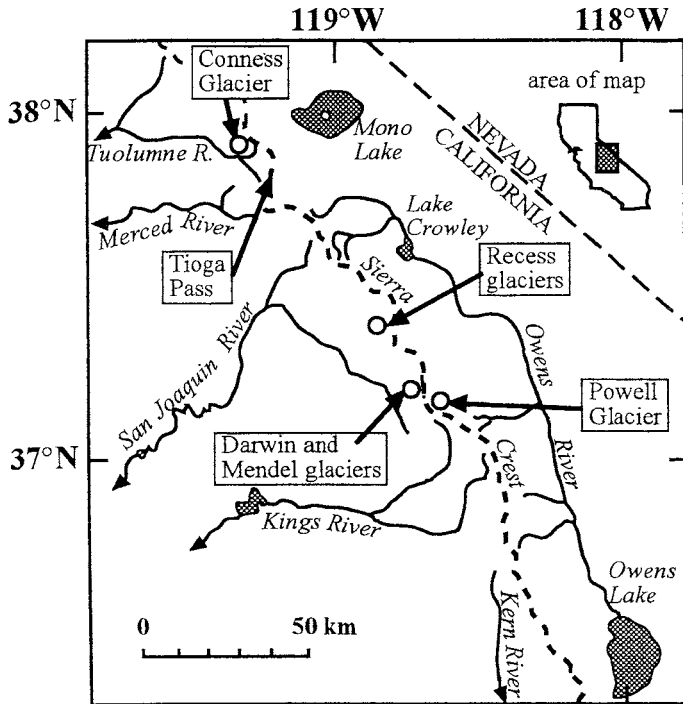 119°W
118°W
38°N
37°N
Conness
Glacier
area of map
Mono
Lake
NEVADA
CALIFORNIA
Tuolumne R.
Merced River
Lake
Crowley
Tioga
Pass
Sierra
Recess
glaciers
San Joaquin River
Owens
River
Powell
Glacier
Darwin and
Mendel glaciers
Crest
Kings River
Owens
Lake
Kern River
0
50 km